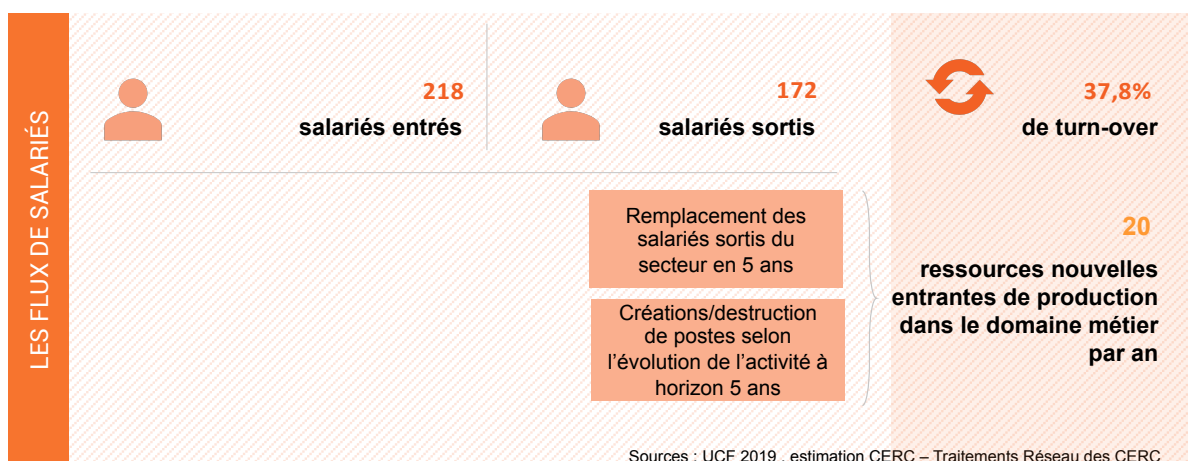 LES FLUX DE SALARIÉS
218
salariés entrés
172
salariés sortis
37,8%
de turn-over
Remplacement des
salariés sortis du
secteur en 5 ans
Créations/destruction
de postes selon
l’évolution de l’activité à
horizon 5 ans
20
ressources nouvelles
entrantes de production
dans le domaine métier
par an
Sources : UCF 2019 , estimation CERC – Traitements Réseau des CERC